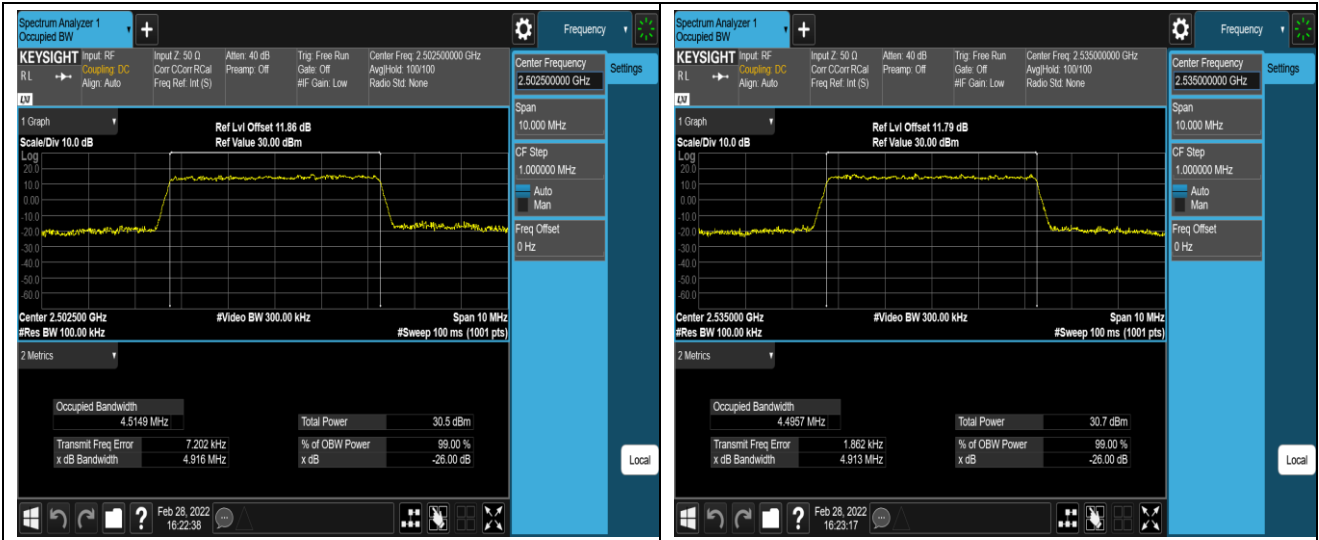 Spectrum Analyzer 1
Occupied BW
Frequency
KEYSIGHT Input: RF Input Z: 50 Ω Atten: 40 dB Trig: Free Run Center Freq: 2.502500000 GHz
Coupling: DC Corr CCorr RCal Preamp: Off Gate: Off Avg|Hold: 100/100
RL Align: Auto Freq Ref: Int (S) #IF Gain: Low Radio Std: None
LXI
Center Frequency
2.502500000 GHz
Settings
Span
10.000 MHz
CF Step
1.000000 MHz
Auto
Man
Freq Offset
0 Hz
1 Graph
Ref Lvl Offset 11.86 dB
Scale/Div 10.0 dB Ref Value 30.00 dBm
Log
20.0
10.0
0.00
-10.0
-20.0
-30.0
-40.0
-50.0
-60.0
Center 2.502500 GHz #Video BW 300.00 kHz Span 10 MHz
#Res BW 100.00 kHz #Sweep 100 ms (1001 pts)
2 Metrics
Occupied Bandwidth
4.5149 MHz Total Power 30.5 dBm
Transmit Freq Error 7.202 kHz % of OBW Power 99.00 %
x dB Bandwidth 4.916 MHz x dB -26.00 dB
Local
? Feb 28, 2022
16:22:38
Spectrum Analyzer 1
Occupied BW
Frequency
KEYSIGHT Input: RF Input Z: 50 Ω Atten: 40 dB Trig: Free Run Center Freq: 2.535000000 GHz
Coupling: DC Corr CCorr RCal Preamp: Off Gate: Off Avg|Hold: 100/100
RL Align: Auto Freq Ref: Int (S) #IF Gain: Low Radio Std: None
LXI
Center Frequency
2.535000000 GHz
Settings
Span
10.000 MHz
CF Step
1.000000 MHz
Auto
Man
Freq Offset
0 Hz
1 Graph
Ref Lvl Offset 11.79 dB
Scale/Div 10.0 dB Ref Value 30.00 dBm
Log
20.0
10.0
0.00
-10.0
-20.0
-30.0
-40.0
-50.0
-60.0
Center 2.535000 GHz #Video BW 300.00 kHz Span 10 MHz
#Res BW 100.00 kHz #Sweep 100 ms (1001 pts)
2 Metrics
Occupied Bandwidth
4.4957 MHz Total Power 30.7 dBm
Transmit Freq Error 1.862 kHz % of OBW Power 99.00 %
x dB Bandwidth 4.913 MHz x dB -26.00 dB
Local
? Feb 28, 2022
16:23:17